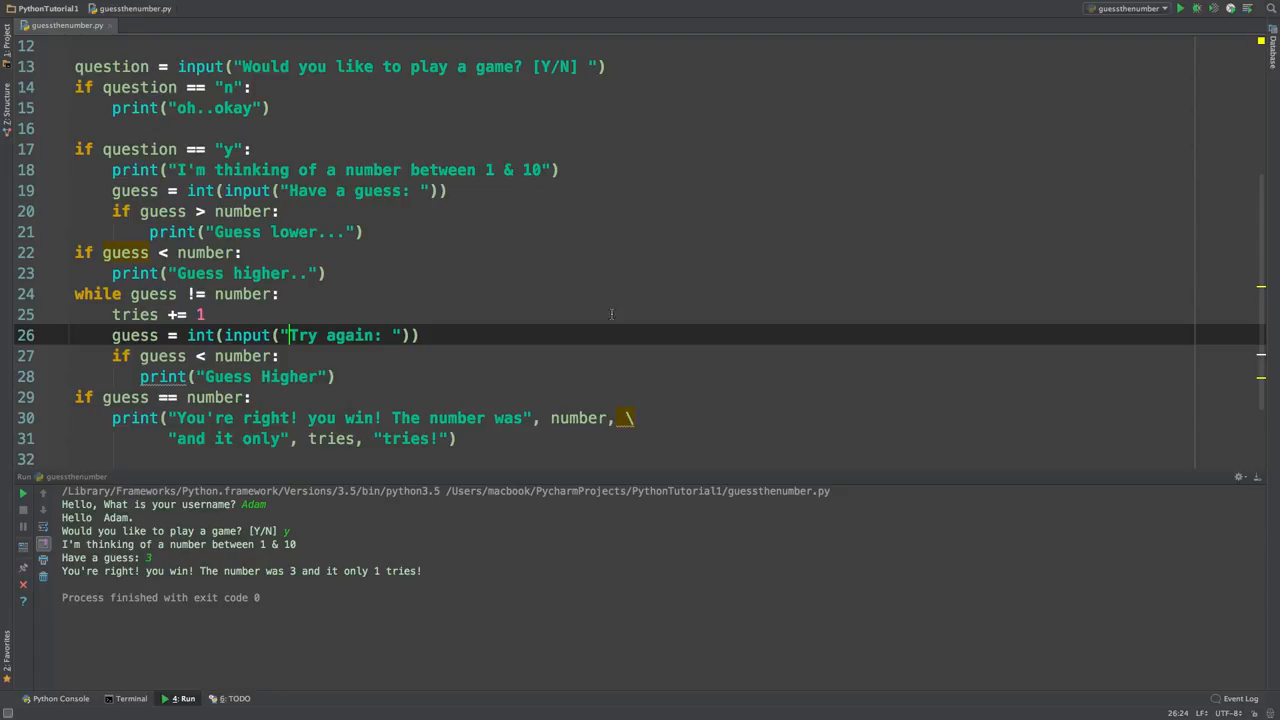 PythonTutorial1 guessthenumber.py guessthenumber
guessthenumber.py
1: Project
Z: Structure
2: Favorites
Database
12
13 question = input("Would you like to play a game? [Y/N] ")
14 if question == "n":
15 print("oh..okay")
16
17 if question == "y":
18 print("I'm thinking of a number between 1 & 10")
19 guess = int(input("Have a guess: "))
20 if guess > number:
21 print("Guess lower...")
22 if guess < number:
23 print("Guess higher..")
24 while guess != number:
25 tries += 1
26 guess = int(input("Try again: "))
27 if guess < number:
28 print("Guess Higher")
29 if guess == number:
30 print("You're right! you win! The number was", number, \
31 "and it only", tries, "tries!")
32
Run guessthenumber
/Library/Frameworks/Python.framework/Versions/3.5/bin/python3.5 /Users/macbook/PycharmProjects/PythonTutorial1/guessthenumber.py
Hello, What is your username? Adam
Hello  Adam.
Would you like to play a game? [Y/N] y
I'm thinking of a number between 1 & 10
Have a guess: 3
You're right! you win! The number was 3 and it only 1 tries!
Process finished with exit code 0
Python Console Terminal 4: Run 6: TODO Event Log
26:24 LF÷ UTF-8÷